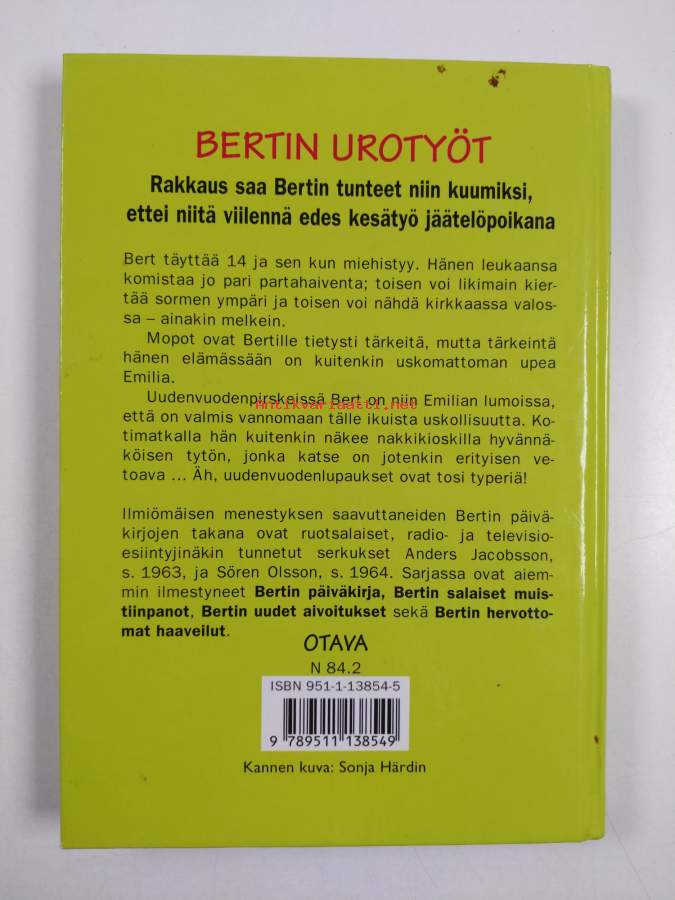 BERTIN UROTYÖT
Rakkaus saa Bertin tunteet niin kuumiksi,
ettei niitä viilennä edes kesätyö jäätelöpoikana
Bert täyttää 14 ja sen kun miehistyy. Hänen leukaansa
komistaa jo pari partahaiventa; toisen voi likimain kier-
tää sormen ympäri ja toisen voi nähdä kirkkaassa valos-
sa – ainakin melkein.
Mopot ovat Bertille tietysti tärkeitä, mutta tärkeintä
hänen elämässään on kuitenkin uskomattoman upea
Emilia.
Uudenvuodenpirskeissä Bert on niin Emilian lumoissa,
Antikvariaatti.net
että on valmis vannomaan tälle ikuista uskollisuutta. Ko-
timatkalla hän kuitenkin näkee nakkikioskilla hyvännä-
köisen tytön, jonka katse on jotenkin erityisen ve-
toava ... Äh, uudenvuodenlupaukset ovat tosi typeriä!
Ilmiömäisen menestyksen saavuttaneiden Bertin päivä-
kirjojen takana ovat ruotsalaiset, radio- ja televisio-
esiintyjinäkin tunnetut serkukset Anders Jacobsson,
s. 1963, ja Sören Olsson, s. 1964. Sarjassa ovat aiem-
min ilmestyneet Bertin päiväkirja, Bertin salaiset muis-
tiinpanot, Bertin uudet aivoitukset sekä Bertin hervotto-
mat haaveilut.
OTAVA
N 84.2
ISBN 951-1-13854-5
9 789511 138549
Kannen kuva: Sonja Härdin